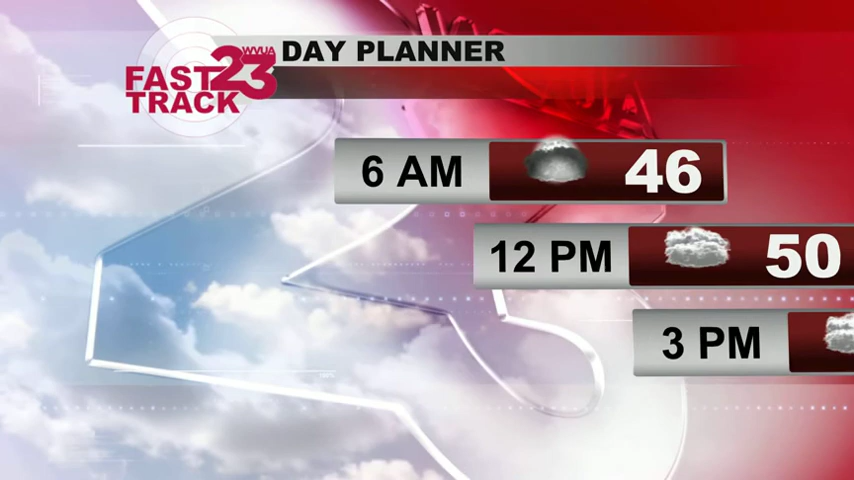 WVUA
23
FAST
TRACK
DAY PLANNER
6 AM 46
12 PM 50
3 PM